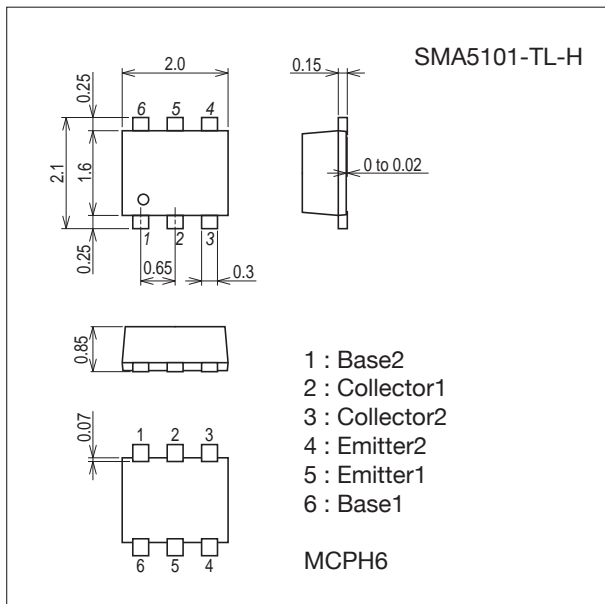 SMA5101-TL-H
2.0
0.15
0.25
6 5 4
2.1
1.6
0 to 0.02
0.25
1 2 3
0.65
0.3
0.85
1 : Base2
2 : Collector1
3 : Collector2
4 : Emitter2
5 : Emitter1
6 : Base1
0.07
1 2 3
6 5 4
MCPH6